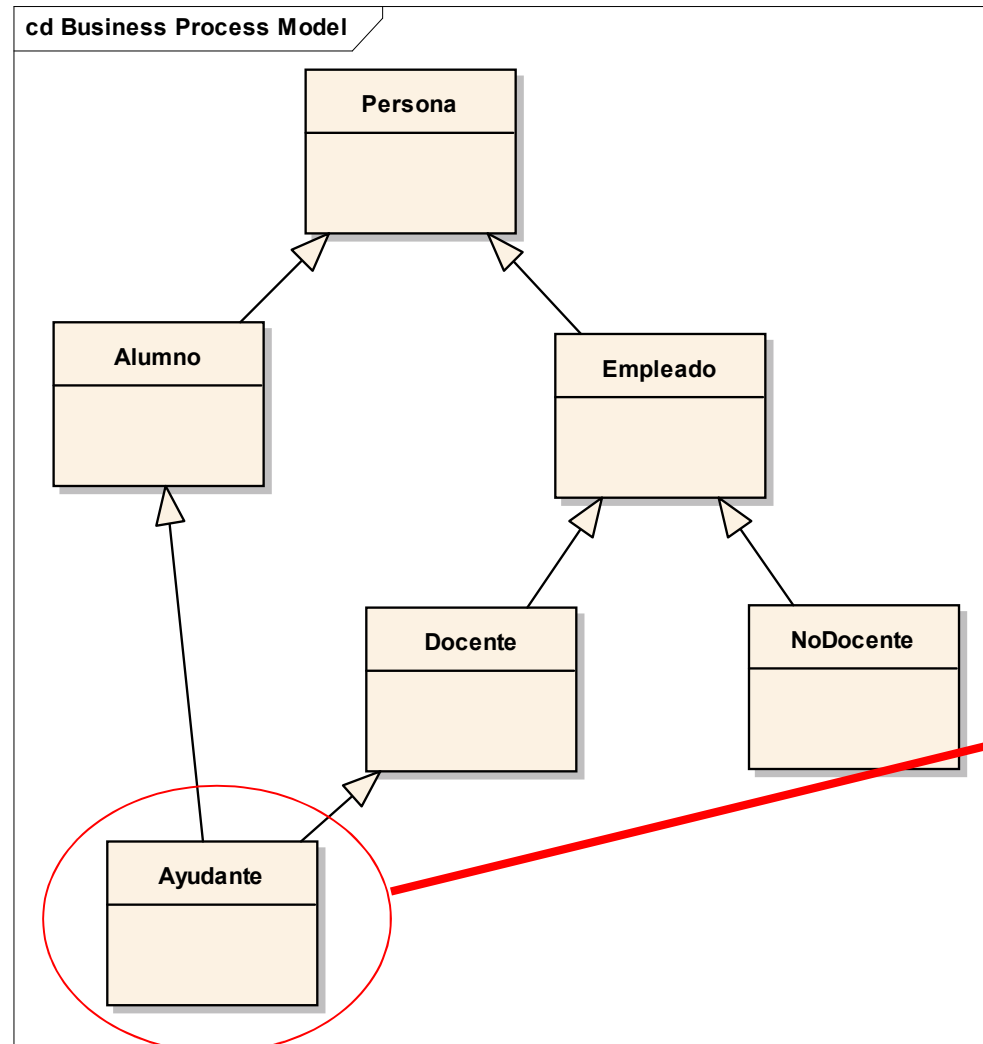 cd Business Process Model
Persona
Alumno
Empleado
Docente
NoDocente
Ayudante